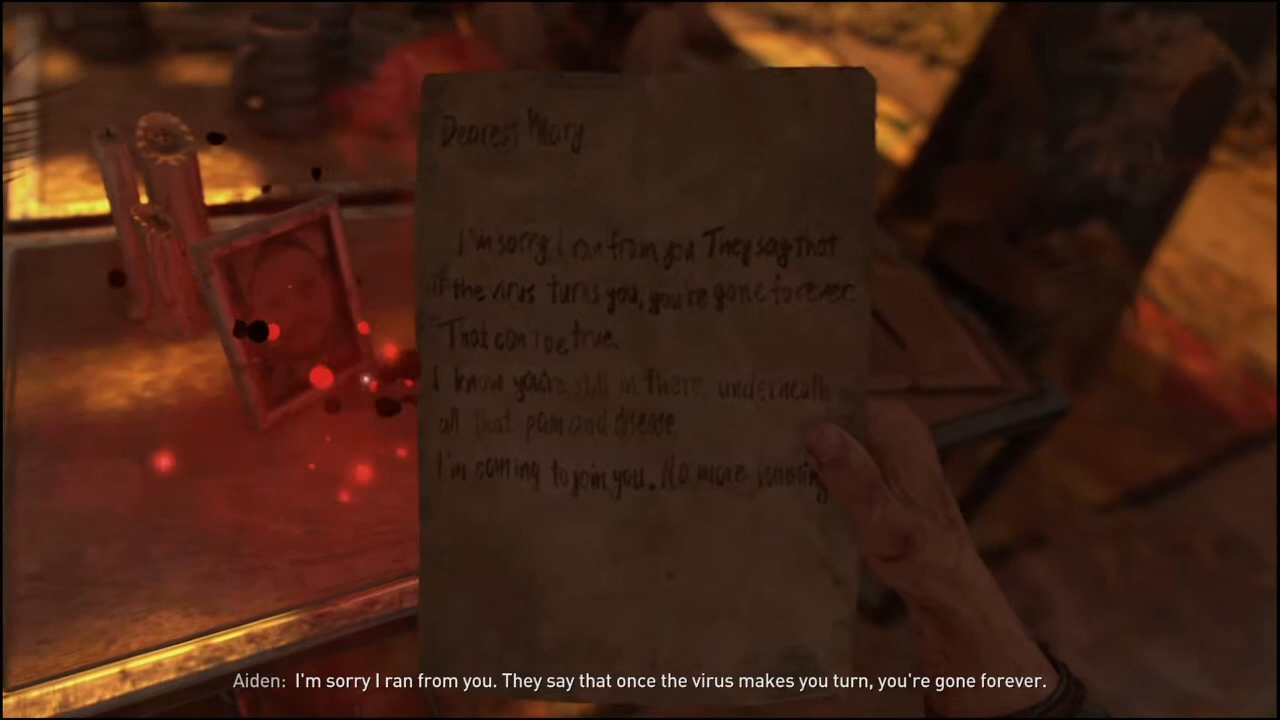 Dearest Mary
I'm sorry I ran from you They say that
if the virus turns you, you're gone forever.
That can't be true.
I know you're still in there, underneath
all that pain and disease
I'm coming to join you. No more running
Aiden: I'm sorry I ran from you. They say that once the virus makes you turn, you're gone forever.